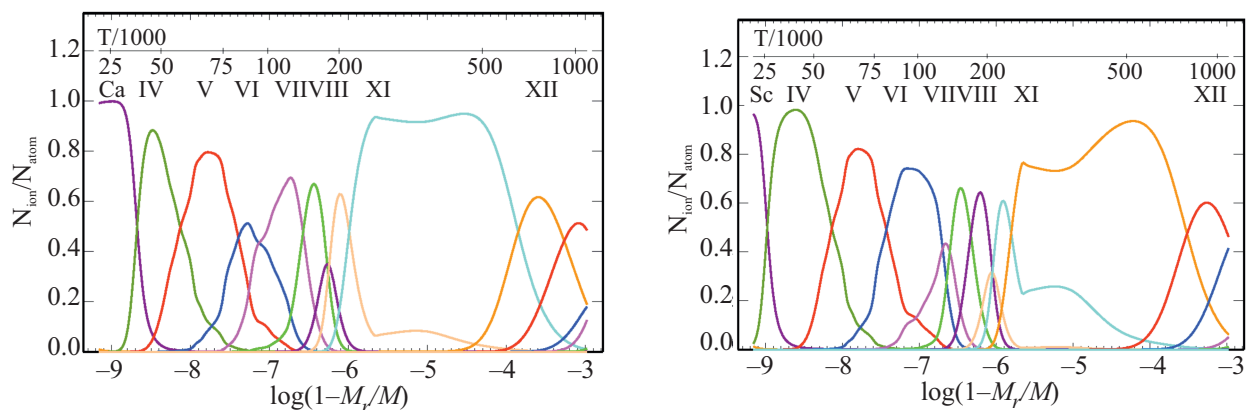 T/1000
25 50 75 100 200 500 1000
Ca IV V VI VII VIII XI XII
1.2
1.0
0.8
0.6
0.4
0.2
0.0
N_ion/N_atom
−9 −8 −7 −6 −5 −4 −3
log(1−M_r/M)
T/1000
25 50 75 100 200 500 1000
Sc IV V VI VII VIII XI XII
1.2
1.0
0.8
0.6
0.4
0.2
0.0
N_ion/N_atom
−9 −8 −7 −6 −5 −4 −3
log(1−M_r/M)